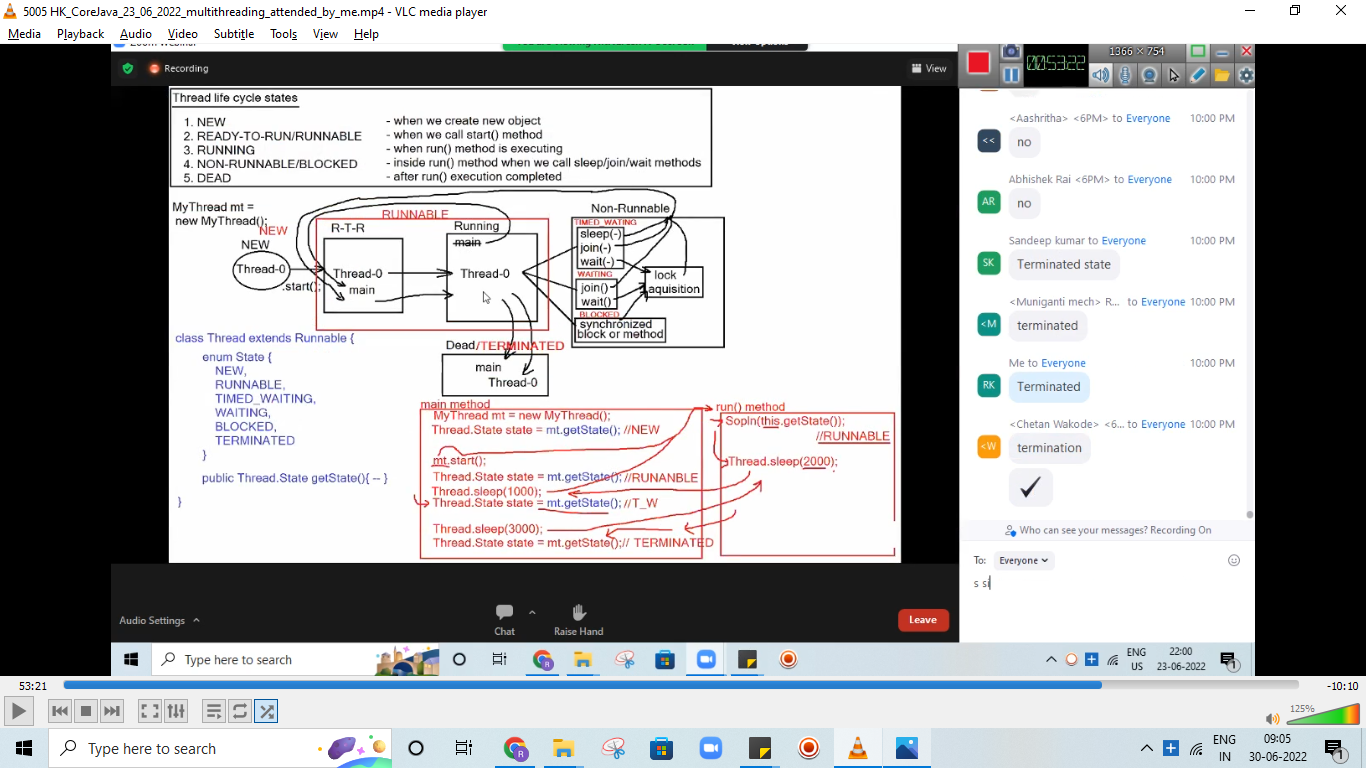 5005 HK_CoreJava_23_06_2022_multithreading_attended_by_me.mp4 - VLC media player
Media Playback Audio Video Subtitle Tools View Help
Recording
View
00:53:22
1366 × 754
Thread life cycle states
1. NEW - when we create new object
2. READY-TO-RUN/RUNNABLE - when we call start() method
3. RUNNING - when run() method is executing
4. NON-RUNNABLE/BLOCKED - inside run() method when we call sleep/join/wait methods
5. DEAD - after run() execution completed
MyThread mt =
new MyThread();
NEW
NEW
Thread-0
.start();
RUNNABLE
R-T-R
Thread-0
main
Running
main
Thread-0
Non-Runnable
TIMED_WATING
sleep(-)
join(-)
wait(-)
WAITING
join()
wait()
BLOCKED
synchronized
block or method
lock
aquisition
Dead/TERMINATED
main
Thread-0
class Thread extends Runnable {
enum State {
NEW,
RUNNABLE,
TIMED_WAITING,
WAITING,
BLOCKED,
TERMINATED
}
public Thread.State getState(){ -- }
}
main method
MyThread mt = new MyThread();
Thread.State state = mt.getState(); //NEW
mt.start();
Thread.State state = mt.getState(); //RUNANBLE
Thread.sleep(1000);
Thread.State state = mt.getState(); //T_W
Thread.sleep(3000);
Thread.State state = mt.getState();// TERMINATED
run() method
Sopln(this.getState());
//RUNNABLE
Thread.sleep(2000);
<Aashritha> <6PM> to Everyone 10:00 PM
<<
no
Abhishek Rai <6PM> to Everyone 10:00 PM
AR
no
Sandeep kumar to Everyone 10:00 PM
SK
Terminated state
<Muniganti mech> R... to Everyone 10:00 PM
<M
terminated
Me to Everyone 10:00 PM
RK
Terminated
<Chetan Wakode> <6... to Everyone 10:00 PM
<W
termination
Who can see your messages? Recording On
To: Everyone
s si
Audio Settings
Chat
Raise Hand
Leave
Type here to search
ENG
US
22:00
23-06-2022
1
53:21
-10:10
125%
Type here to search
ENG
IN
09:05
30-06-2022
1